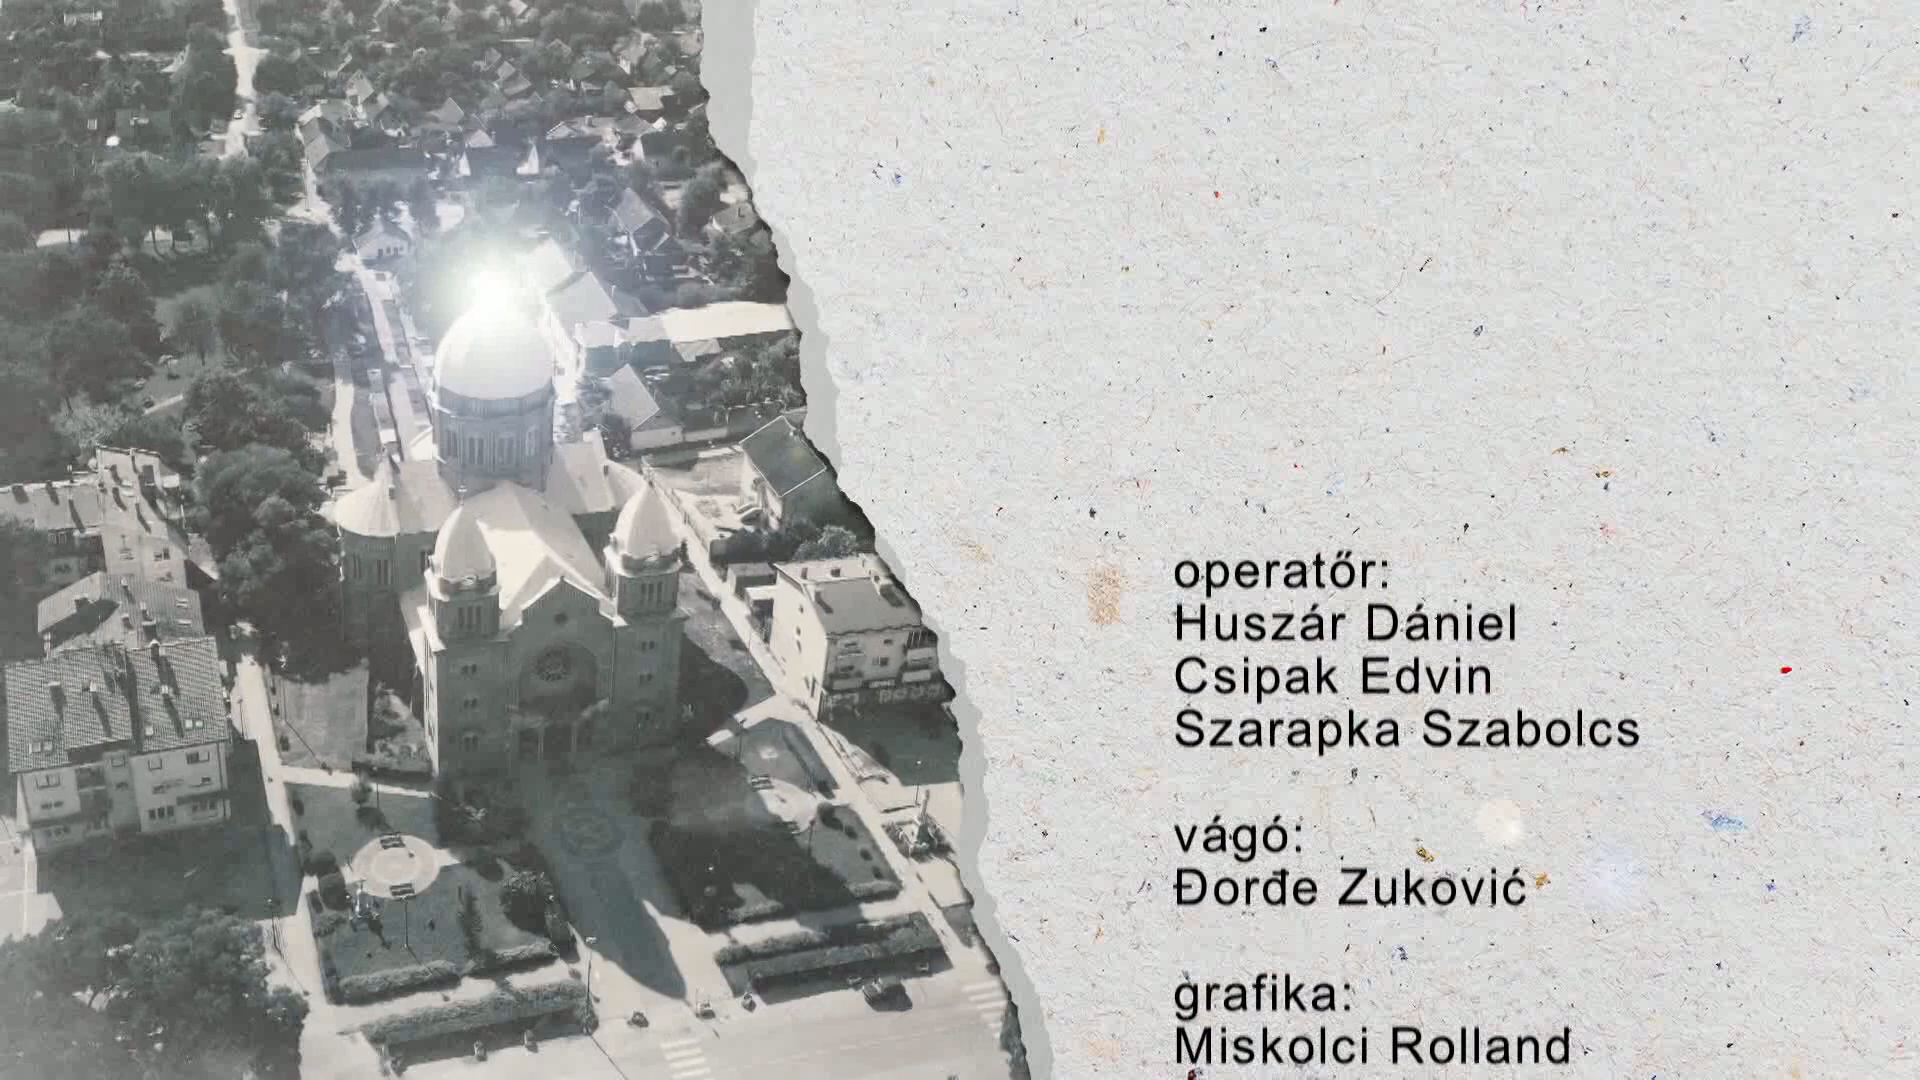 operatőr:
Huszár Dániel
Csipak Edvin
Szarapka Szabolcs
vágó:
Đorđe Zuković
grafika:
Miskolci Rolland